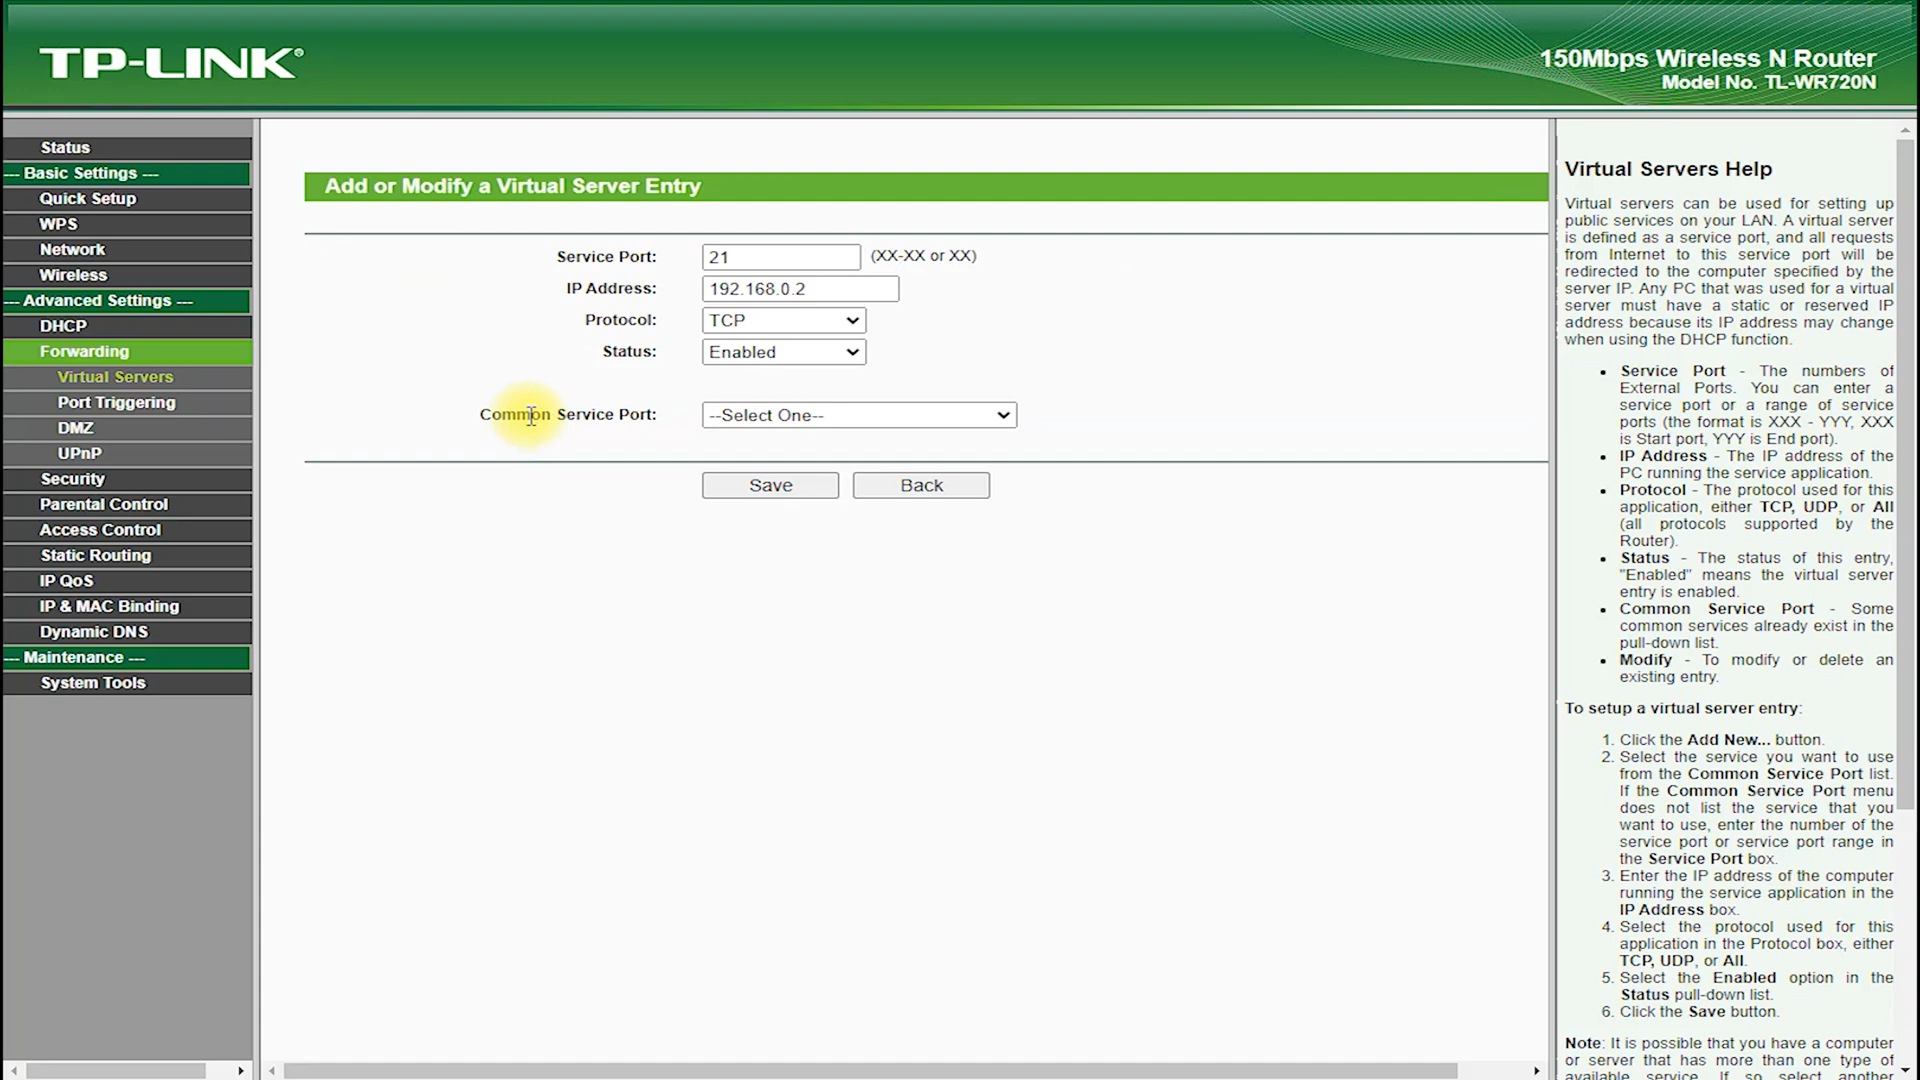 TP-LINK®
150Mbps Wireless N Router
Model No. TL-WR720N
Status
--- Basic Settings ---
Quick Setup
WPS
Network
Wireless
--- Advanced Settings ---
DHCP
Forwarding
Virtual Servers
Port Triggering
DMZ
UPnP
Security
Parental Control
Access Control
Static Routing
IP QoS
IP & MAC Binding
Dynamic DNS
--- Maintenance ---
System Tools
Add or Modify a Virtual Server Entry
Service Port: 21 (XX-XX or XX)
IP Address: 192.168.0.2
Protocol: TCP
Status: Enabled
Common Service Port: --Select One--
Save Back
Virtual Servers Help
Virtual servers can be used for setting up
public services on your LAN. A virtual server
is defined as a service port, and all requests
from Internet to this service port will be
redirected to the computer specified by the
server IP. Any PC that was used for a virtual
server must have a static or reserved IP
address because its IP address may change
when using the DHCP function.
• Service Port - The numbers of
External Ports. You can enter a
service port or a range of service
ports (the format is XXX - YYY, XXX
is Start port, YYY is End port).
• IP Address - The IP address of the
PC running the service application.
• Protocol - The protocol used for this
application, either TCP, UDP, or All
(all protocols supported by the
Router).
• Status - The status of this entry,
"Enabled" means the virtual server
entry is enabled.
• Common Service Port - Some
common services already exist in the
pull-down list.
• Modify - To modify or delete an
existing entry.
To setup a virtual server entry:
1. Click the Add New... button.
2. Select the service you want to use
from the Common Service Port list.
If the Common Service Port menu
does not list the service that you
want to use, enter the number of the
service port or service port range in
the Service Port box.
3. Enter the IP address of the computer
running the service application in the
IP Address box.
4. Select the protocol used for this
application in the Protocol box, either
TCP, UDP, or All.
5. Select the Enabled option in the
Status pull-down list.
6. Click the Save button.
Note: It is possible that you have a computer
or server that has more than one type of
available service. If so, select another